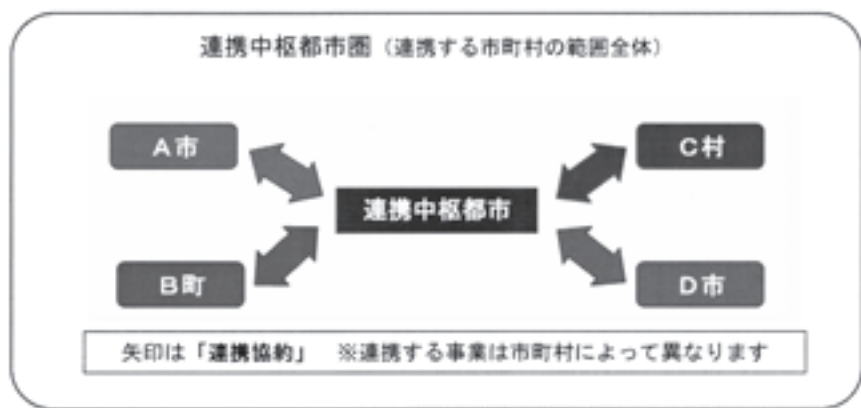 連携中枢都市圏（連携する市町村の範囲全体）
A市
C村
連携中枢都市
B町
D市
矢印は「連携協約」　※連携する事業は市町村によって異なります